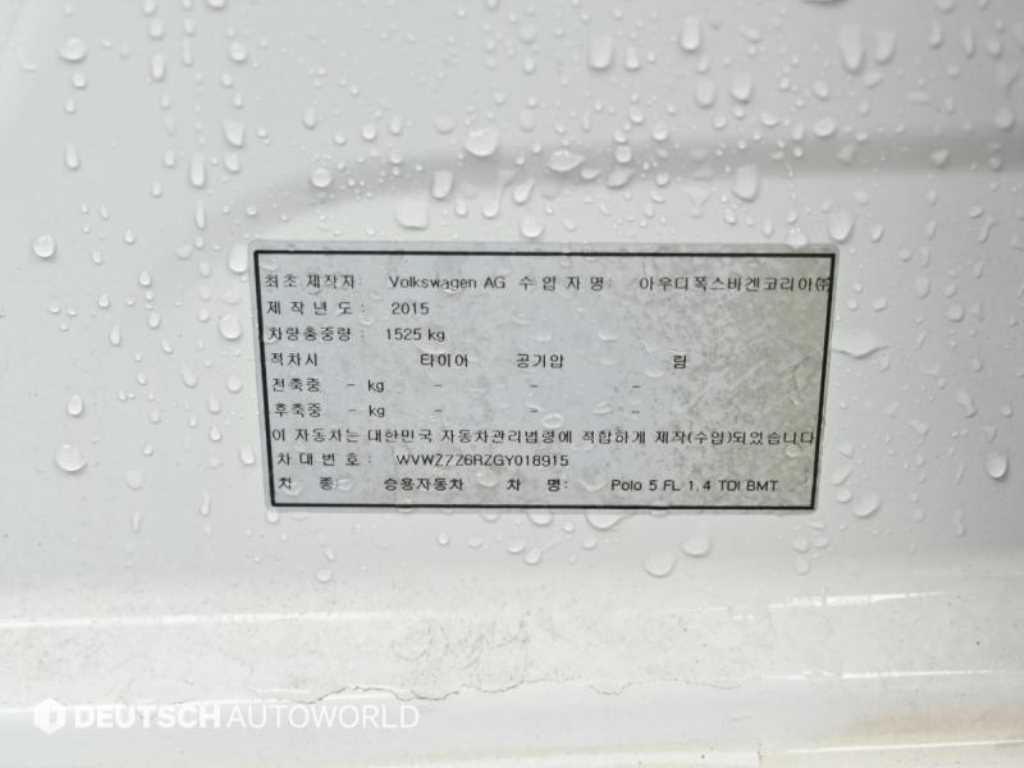 최초 제작자: Volkswagen AG 수 입 자 명: 아우디폭스바겐코리아㈜
제 작 년 도 : 2015
차량총중량 : 1525 kg
적차시 타이어 공기압 림
전축중 - kg - - -
후축중 - kg - - -
이 자동차는 대한민국 자동차관리법령에 적합하게 제작(수입)되었습니다
차 대 번 호 : WVWZZZ6RZGY018915
차 종: 승용자동차 차 명: Polo 5 FL 1.4 TDI BMT
DEUTSCH AUTOWORLD